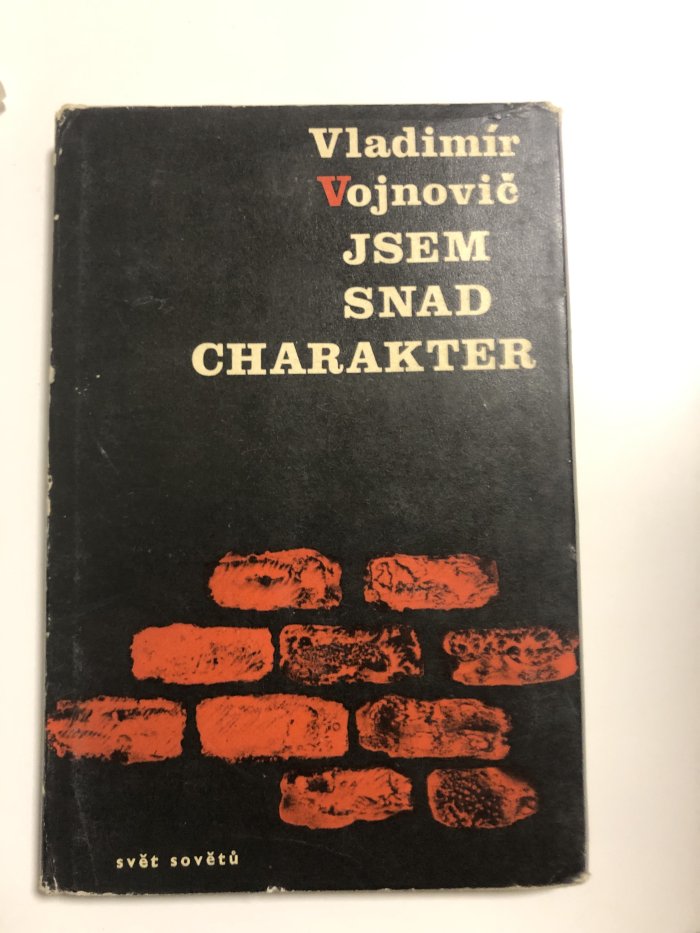 Vladimír
Vojnovič
JSEM
SNAD
CHARAKTER
svět sovětů